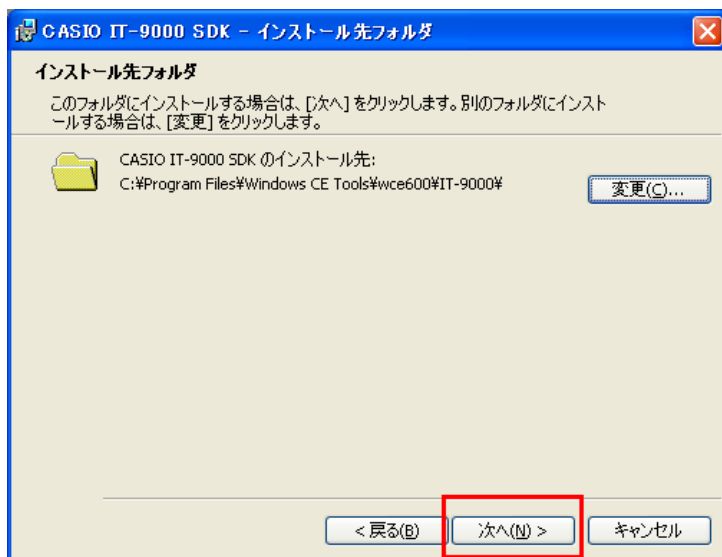 CASIO IT-9000 SDK - インストール先フォルダ
インストール先フォルダ
このフォルダにインストールする場合は、[次へ] をクリックします。別のフォルダにインスト
ールする場合は、[変更] をクリックします。
CASIO IT-9000 SDK のインストール先:
C:¥Program Files¥Windows CE Tools¥wce600¥IT-9000¥
変更(C)...
< 戻る(B)
次へ(N) >
キャンセル